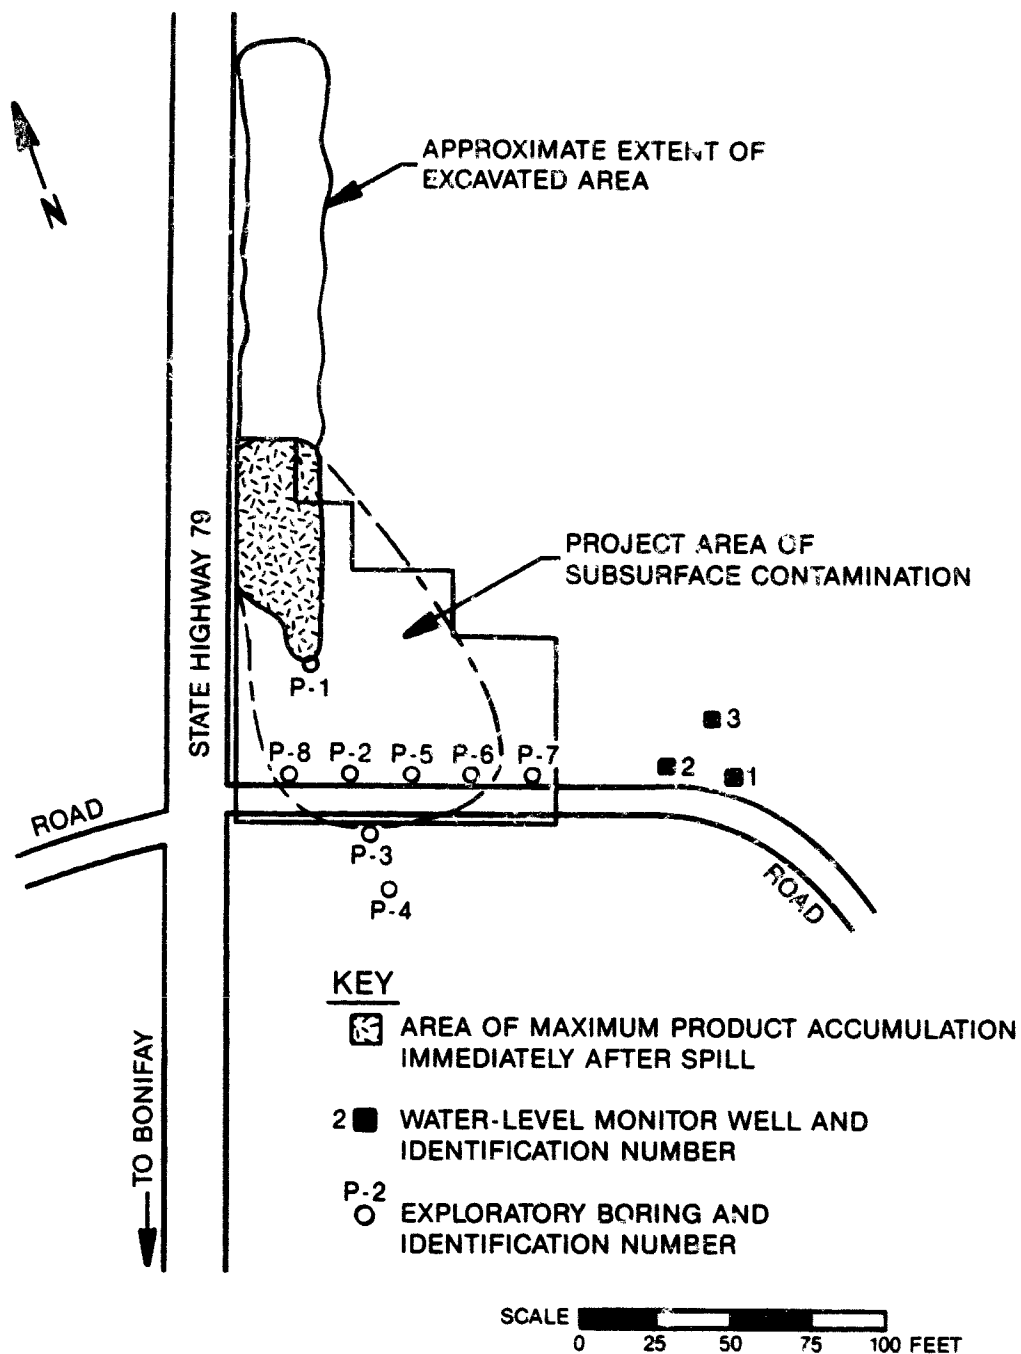 N
APPROXIMATE EXTENT OF
EXCAVATED AREA
STATE HIGHWAY 79
PROJECT AREA OF
SUBSURFACE CONTAMINATION
P-1
3
P-8
P-2
P-5
P-6
P-7
2
1
ROAD
P-3
P-4
ROAD
TO BONIFAY
KEY
AREA OF MAXIMUM PRODUCT ACCUMULATION
IMMEDIATELY AFTER SPILL
2 WATER-LEVEL MONITOR WELL AND
IDENTIFICATION NUMBER
P-2
EXPLORATORY BORING AND
IDENTIFICATION NUMBER
SCALE
0 25 50 75 100 FEET